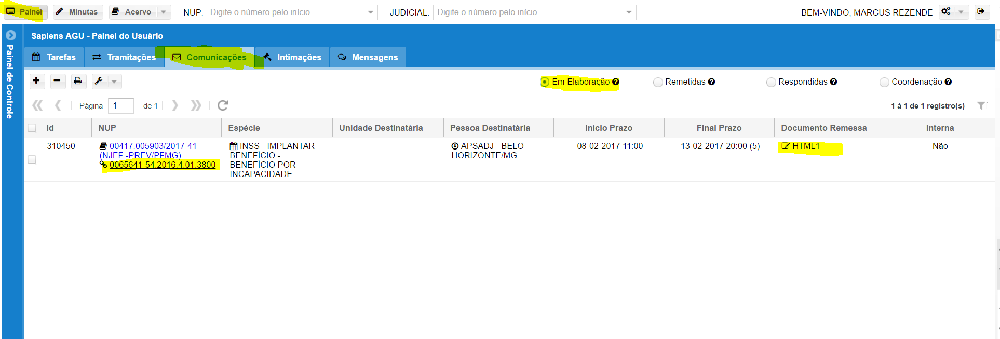 Painel Minutas Acervo NUP: Digite o número pelo início... JUDICIAL: Digite o número pelo início... BEM-VINDO, MARCUS REZENDE
Painel de Controle
Sapiens AGU - Painel do Usuário
Tarefas Tramitações Comunicações Intimações Mensagens
Em Elaboração Remetidas Respondidas Coordenação
Página 1 de 1 1 à 1 de 1 registro(s)
Id NUP Espécie Unidade Destinatária Pessoa Destinatária Início Prazo Final Prazo Documento Remessa Interna
310450 00417.005903/2017-41 INSS - IMPLANTAR APSADJ - BELO 08-02-2017 11:00 13-02-2017 20:00 (5) HTML1 Não
(NJEF -PREV/PFMG) BENEFÍCIO - HORIZONTE/MG
0065641-54.2016.4.01.3800 BENEFÍCIO POR
INCAPACIDADE